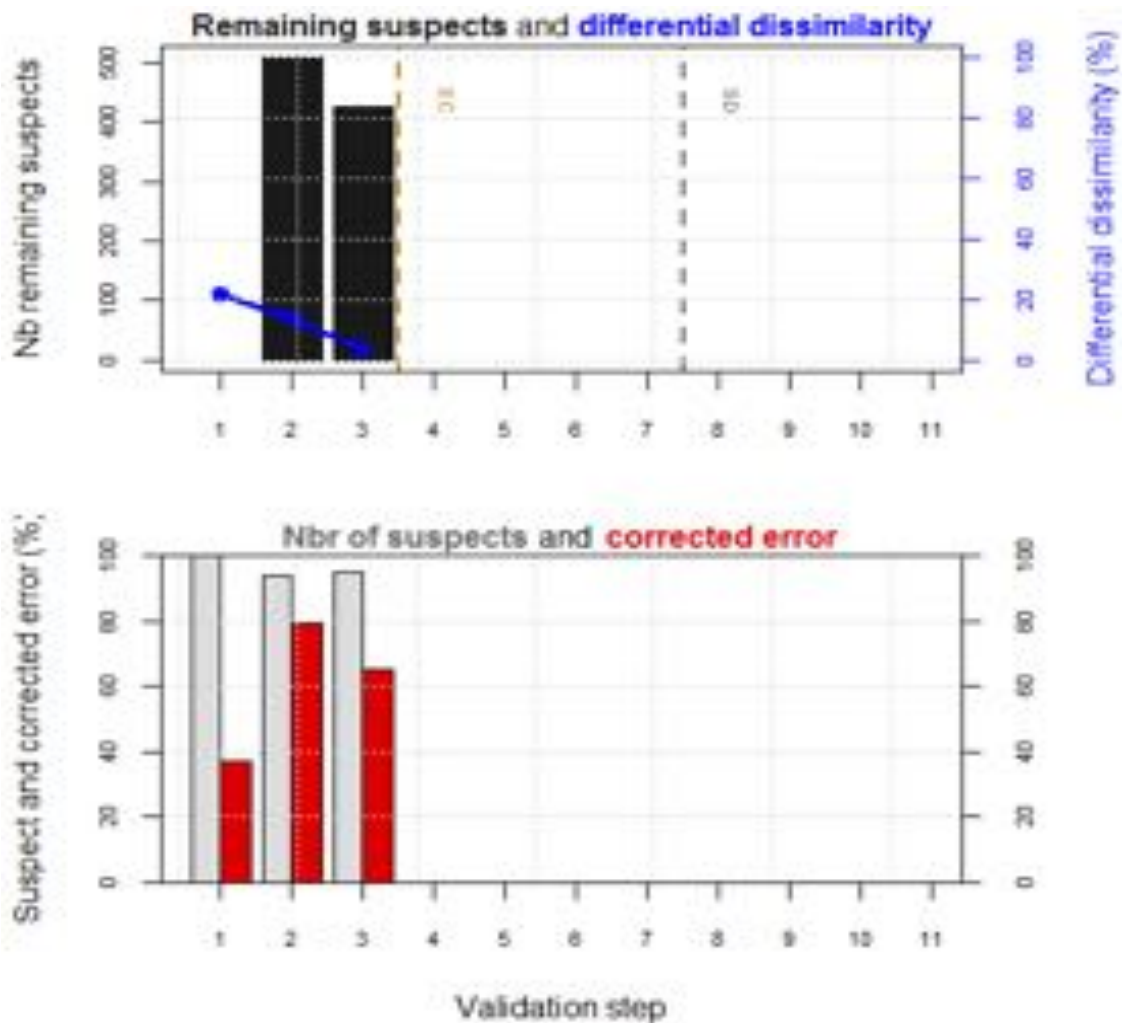 Remaining suspects and differential dissimilarity
Nb remaining suspects
0 100 200 300 400 500
Differential dissimilarity (%)
0 20 40 60 80 100
SD
1 2 3 4 5 6 7 8 9 10 11
Nbr of suspects and corrected error
Suspect and corrected error (%)
0 20 40 60 80 100
0 20 40 60 80 100
1 2 3 4 5 6 7 8 9 10 11
Validation step